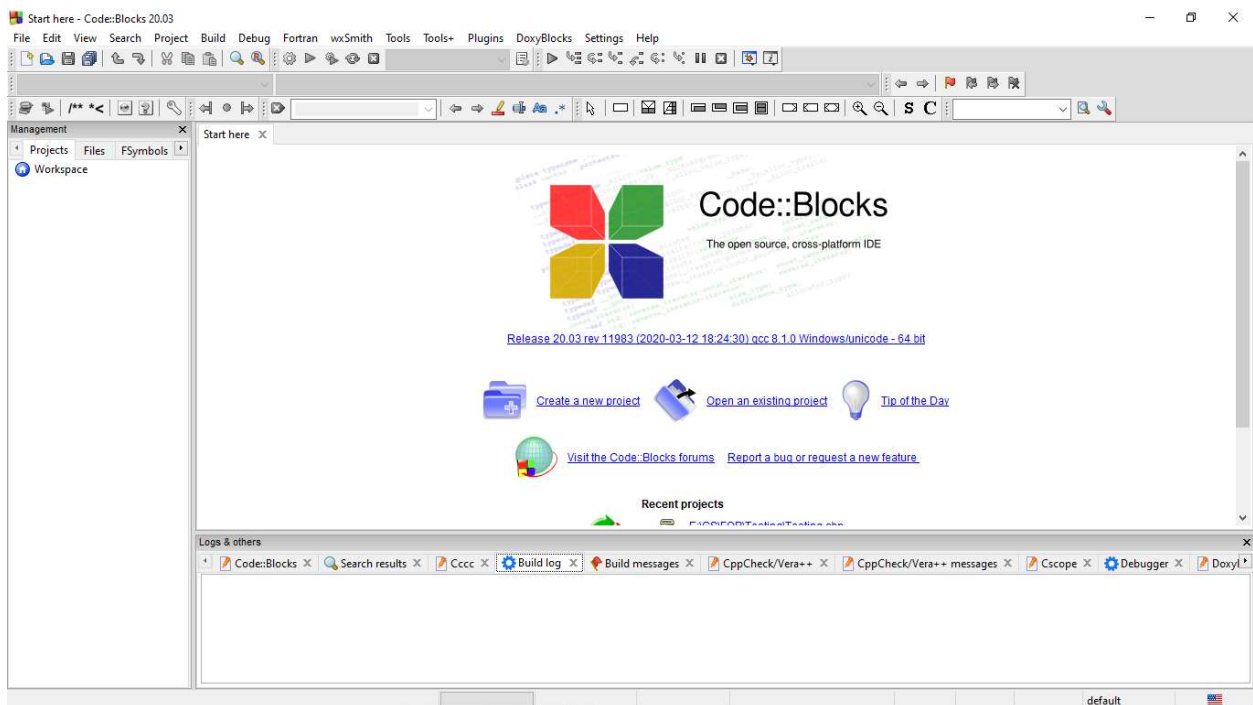 Start here - Code::Blocks 20.03
File Edit View Search Project Build Debug Fortran wxSmith Tools Tools+ Plugins DoxyBlocks Settings Help
/** *< .* S C
Management
Projects Files FSymbols
Workspace
Start here
Code::Blocks
The open source, cross-platform IDE
Release 20.03 rev 11983 (2020-03-12 18:24:30) gcc 8.1.0 Windows/unicode - 64 bit
Create a new project Open an existing project Tip of the Day
Visit the Code::Blocks forums Report a bug or request a new feature
Recent projects
Logs & others
Code::Blocks Search results Cccc Build log Build messages CppCheck/Vera++ CppCheck/Vera++ messages Cscope Debugger Doxyl
default